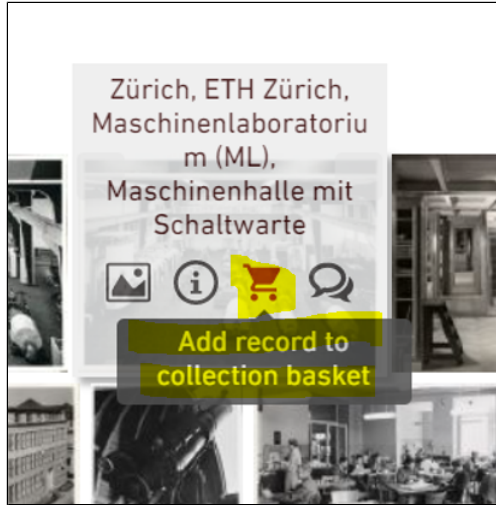 Zürich, ETH Zürich,
Maschinenlaboratoriu
m (ML),
Maschinenhalle mit
Schaltwarte
Add record to
collection basket